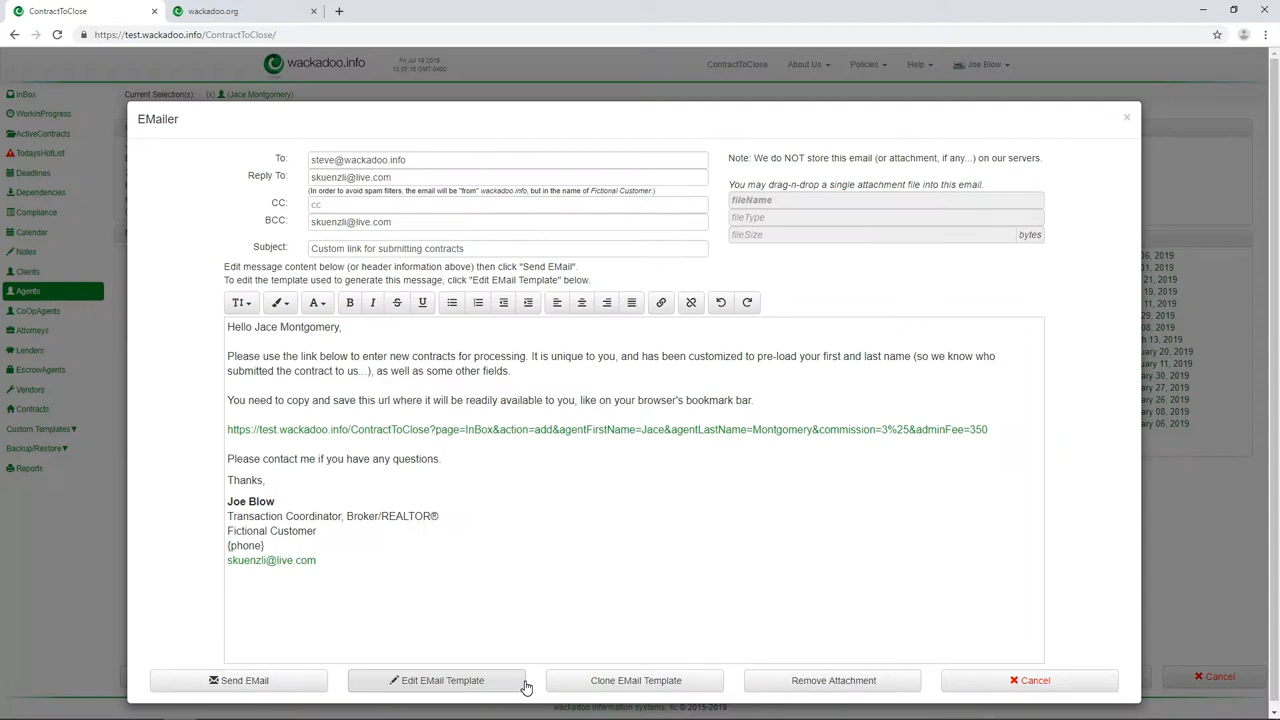 ContractToClose
wackadoo.org
https://test.wackadoo.info/ContractToClose/
wackadoo.info
Fri Jul 19 2019
ContractToClose
About Us
Policies
Help
Joe Blow
InBox
WorkInProgress
ActiveContracts
TodaysHotList
Deadlines
Dependencies
Compliance
Calendar
Notes
Clients
Agents
CoOpAgents
Attorneys
Lenders
EscrowAgents
Vendors
Contracts
Custom Templates
Backup/Restore
Reports
Current Selection(s): (x) (Jace Montgomery)
EMailer
×
To: steve@wackadoo.info
Reply To: skuenzli@live.com
(In order to avoid spam filters, the email will be "from" wackadoo.info, but in the name of Fictional Customer.)
CC: cc
BCC: skuenzli@live.com
Subject: Custom link for submitting contracts
Note: We do NOT store this email (or attachment, if any...) on our servers.
You may drag-n-drop a single attachment file into this email.
fileName
fileType
fileSize bytes
Edit message content below (or header information above) then click "Send EMail".
To edit the template used to generate this message, click "Edit EMail Template" below.
Hello Jace Montgomery,
Please use the link below to enter new contracts for processing. It is unique to you, and has been customized to pre-load your first and last name (so we know who
submitted the contract to us...), as well as some other fields.
You need to copy and save this url where it will be readily available to you, like on your browser's bookmark bar.
https://test.wackadoo.info/ContractToClose?page=InBox&action=add&agentFirstName=Jace&agentLastName=Montgomery&commission=3%25&adminFee=350
Please contact me if you have any questions.
Thanks,
Joe Blow
Transaction Coordinator, Broker/REALTOR®
Fictional Customer
{phone}
skuenzli@live.com
Send EMail
Edit EMail Template
Clone EMail Template
Remove Attachment
Cancel
Cancel
wackadoo information systems, llc © 2015-2019